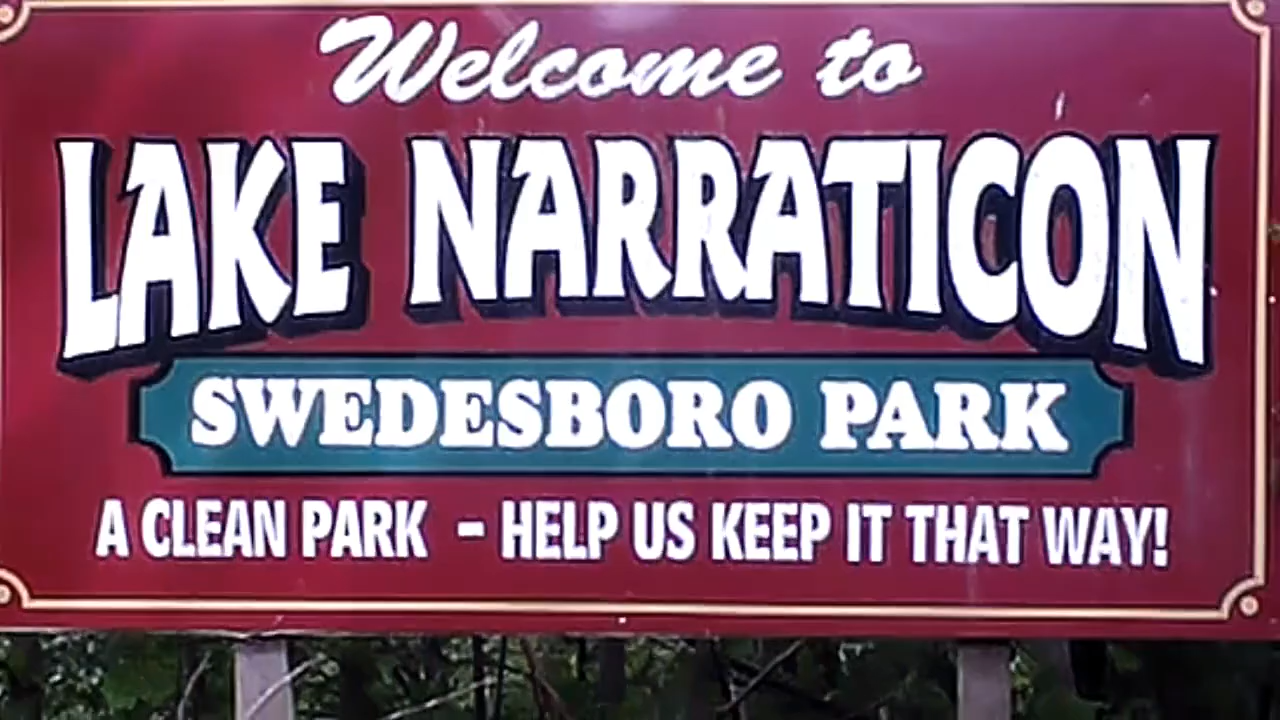 Welcome to
LAKE NARRATICON
SWEDESBORO PARK
A CLEAN PARK - HELP US KEEP IT THAT WAY!